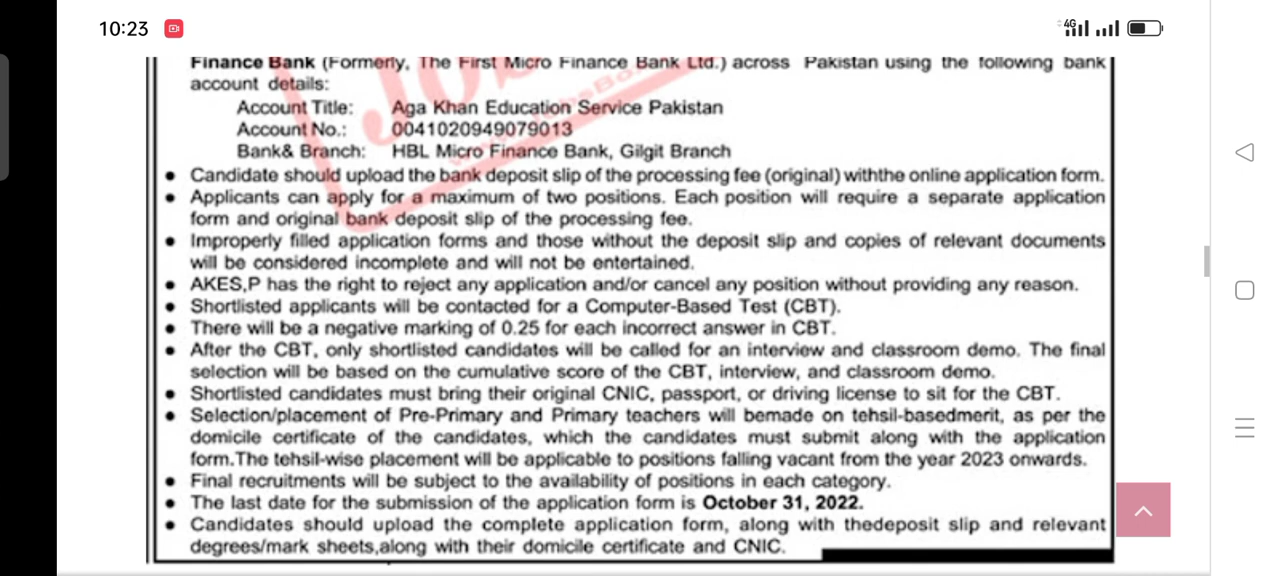 10:23
4G
Finance Bank (Formerly, The First Micro Finance Bank Ltd.) across Pakistan using the following bank
account details:
Account Title: Aga Khan Education Service Pakistan
Account No.: 0041020949079013
Bank& Branch: HBL Micro Finance Bank, Gilgit Branch
• Candidate should upload the bank deposit slip of the processing fee (original) withthe online application form.
• Applicants can apply for a maximum of two positions. Each position will require a separate application
form and original bank deposit slip of the processing fee.
• Improperly filled application forms and those without the deposit slip and copies of relevant documents
will be considered incomplete and will not be entertained.
• AKES,P has the right to reject any application and/or cancel any position without providing any reason.
• Shortlisted applicants will be contacted for a Computer-Based Test (CBT).
• There will be a negative marking of 0.25 for each incorrect answer in CBT.
• After the CBT, only shortlisted candidates will be called for an interview and classroom demo. The final
selection will be based on the cumulative score of the CBT, interview, and classroom demo.
• Shortlisted candidates must bring their original CNIC, passport, or driving license to sit for the CBT.
• Selection/placement of Pre-Primary and Primary teachers will bemade on tehsil-basedmerit, as per the
domicile certificate of the candidates, which the candidates must submit along with the application
form.The tehsil-wise placement will be applicable to positions falling vacant from the year 2023 onwards.
• Final recruitments will be subject to the availability of positions in each category.
• The last date for the submission of the application form is October 31, 2022.
• Candidates should upload the complete application form, along with thedeposit slip and relevant
degrees/mark sheets,along with their domicile certificate and CNIC.